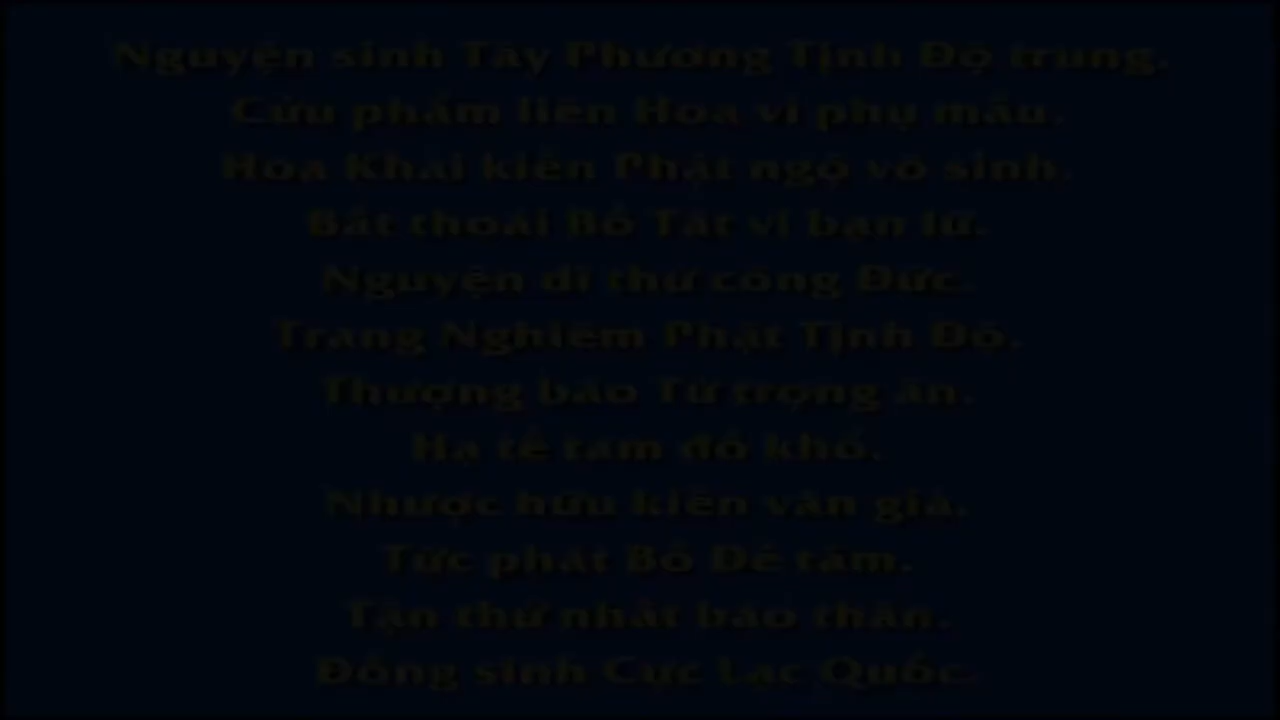 Nguyện sinh Tây Phương Tịnh Độ trung.
Cửu phẩm liên Hoa vi phụ mẫu.
Hoa Khai kiến Phật ngộ vô sinh.
Bất thoái Bồ Tát vi bạn lữ.
Nguyện dĩ thử công Đức.
Trang Nghiêm Phật Tịnh Độ.
Thượng báo Tứ trọng ân.
Hạ tế tam đồ khổ.
Nhược hữu kiến văn giả.
Tức phát Bồ Đề tâm.
Tận thử nhất báo thân.
Đồng sinh Cực Lạc Quốc.